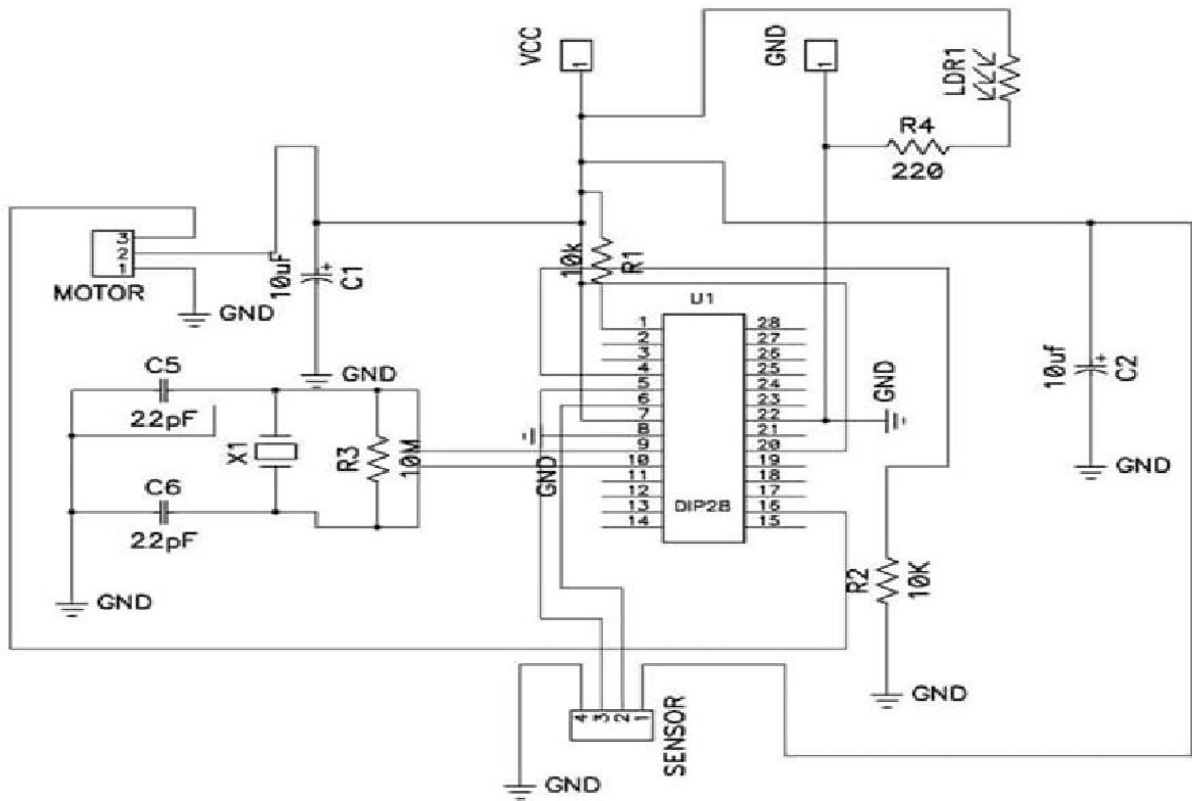 VCC
1
GND
1
LDR1
R4
220
MOTOR
3
2
1
GND
10uF
C1
GND
10k
R1
U1
1
2
3
4
5
6
7
8
9
10
11
12
13
14
28
27
26
25
24
23
22
21
20
19
18
17
16
15
DIP28
GND
GND
10uf
C2
GND
C5
22pF
X1
R3
10M
C6
22pF
GND
R2
10K
GND
4
3
2
1
SENSOR
GND